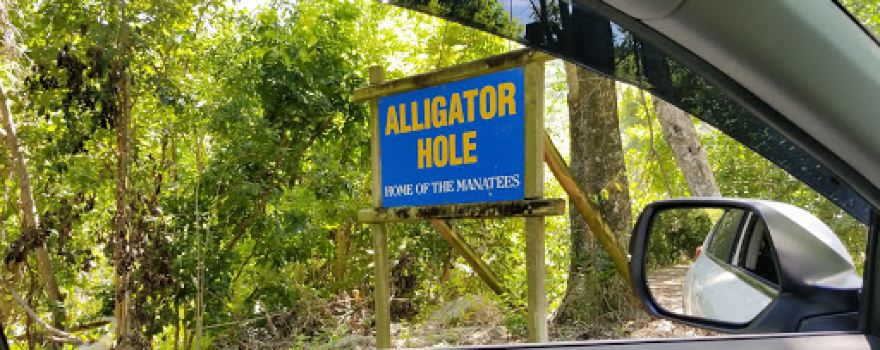 ALLIGATOR
HOLE
HOME OF THE MANATEES